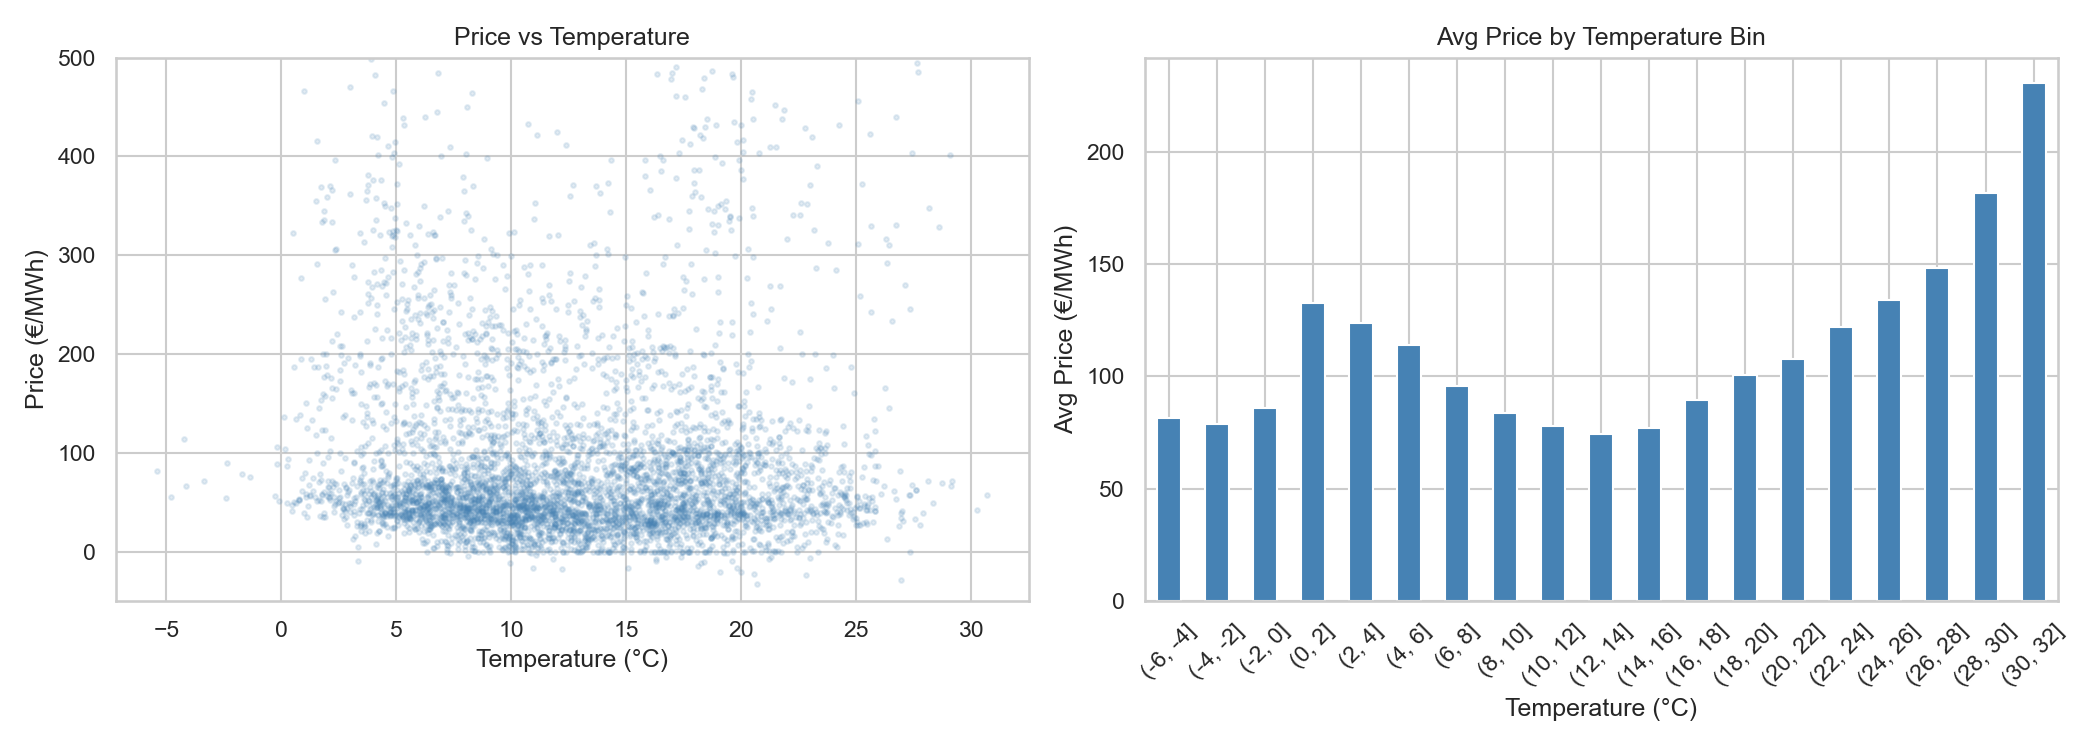 Price vs Temperature
Price (€/MWh)
500
400
300
200
100
0
−5 0 5 10 15 20 25 30
Temperature (°C)
Avg Price by Temperature Bin
Avg Price (€/MWh)
200
150
100
50
0
(-6, -4] (-4, -2] (-2, 0] (0, 2] (2, 4] (4, 6] (6, 8] (8, 10] (10, 12] (12, 14] (14, 16] (16, 18] (18, 20] (20, 22] (22, 24] (24, 26] (26, 28] (28, 30] (30, 32]
Temperature (°C)